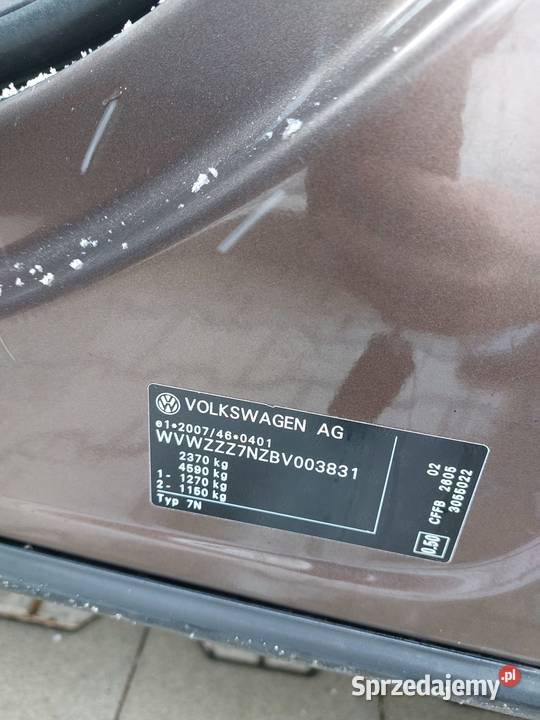 VOLKSWAGEN AG
e1*2007/46*0401
WVWZZZ7NZBV003831
2370 kg
4590 kg
1- 1270 kg
2- 1150 kg
Typ 7N
02
CFFB 2605
3055022
0.50
Sprzedajemy.pl